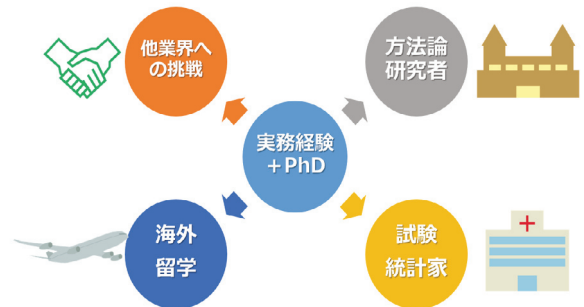 他業界へ
の挑戦
方法論
研究者
実務経験
＋PhD
海外
留学
試験
統計家